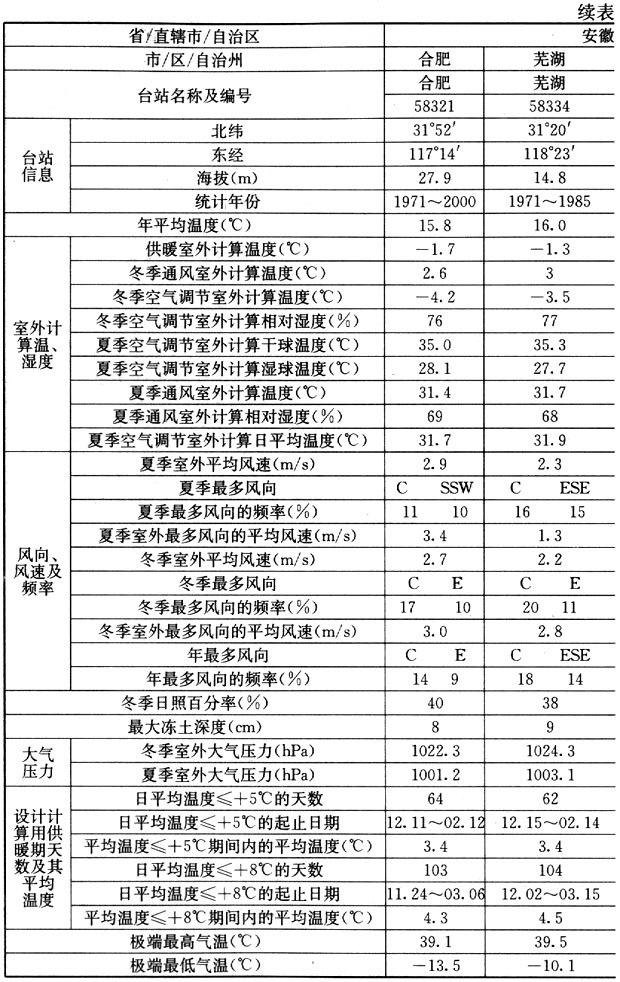 续表
省/直辖市/自治区 安徽
市/区/自治州 合肥 芜湖
台站名称及编号 合肥 芜湖
58321 58334
台站信息 北纬 31°52′ 31°20′
东经 117°14′ 118°23′
海拔(m) 27.9 14.8
统计年份 1971～2000 1971～1985
年平均温度(℃) 15.8 16.0
室外计算温、湿度 供暖室外计算温度(℃) －1.7 －1.3
冬季通风室外计算温度(℃) 2.6 3
冬季空气调节室外计算温度(℃) －4.2 －3.5
冬季空气调节室外计算相对湿度(%) 76 77
夏季空气调节室外计算干球温度(℃) 35.0 35.3
夏季空气调节室外计算湿球温度(℃) 28.1 27.7
夏季通风室外计算温度(℃) 31.4 31.7
夏季通风室外计算相对湿度(%) 69 68
夏季空气调节室外计算日平均温度(℃) 31.7 31.9
风向、风速及频率 夏季室外平均风速(m/s) 2.9 2.3
夏季最多风向 C SSW C ESE
夏季最多风向的频率(%) 11 10 16 15
夏季室外最多风向的平均风速(m/s) 3.4 1.3
冬季室外平均风速(m/s) 2.7 2.2
冬季最多风向 C E C E
冬季最多风向的频率(%) 17 10 20 11
冬季室外最多风向的平均风速(m/s) 3.0 2.8
年最多风向 C E C ESE
年最多风向的频率(%) 14 9 18 14
冬季日照百分率(%) 40 38
最大冻土深度(cm) 8 9
大气压力 冬季室外大气压力(hPa) 1022.3 1024.3
夏季室外大气压力(hPa) 1001.2 1003.1
设计计算用供暖期天数及其平均温度 日平均温度≤+5℃的天数 64 62
日平均温度≤+5℃的起止日期 12.11～02.12 12.15～02.14
平均温度≤+5℃期间内的平均温度(℃) 3.4 3.4
日平均温度≤+8℃的天数 103 104
日平均温度≤+8℃的起止日期 11.24～03.06 12.02～03.15
平均温度≤+8℃期间内的平均温度(℃) 4.3 4.5
极端最高气温(℃) 39.1 39.5
极端最低气温(℃) －13.5 －10.1